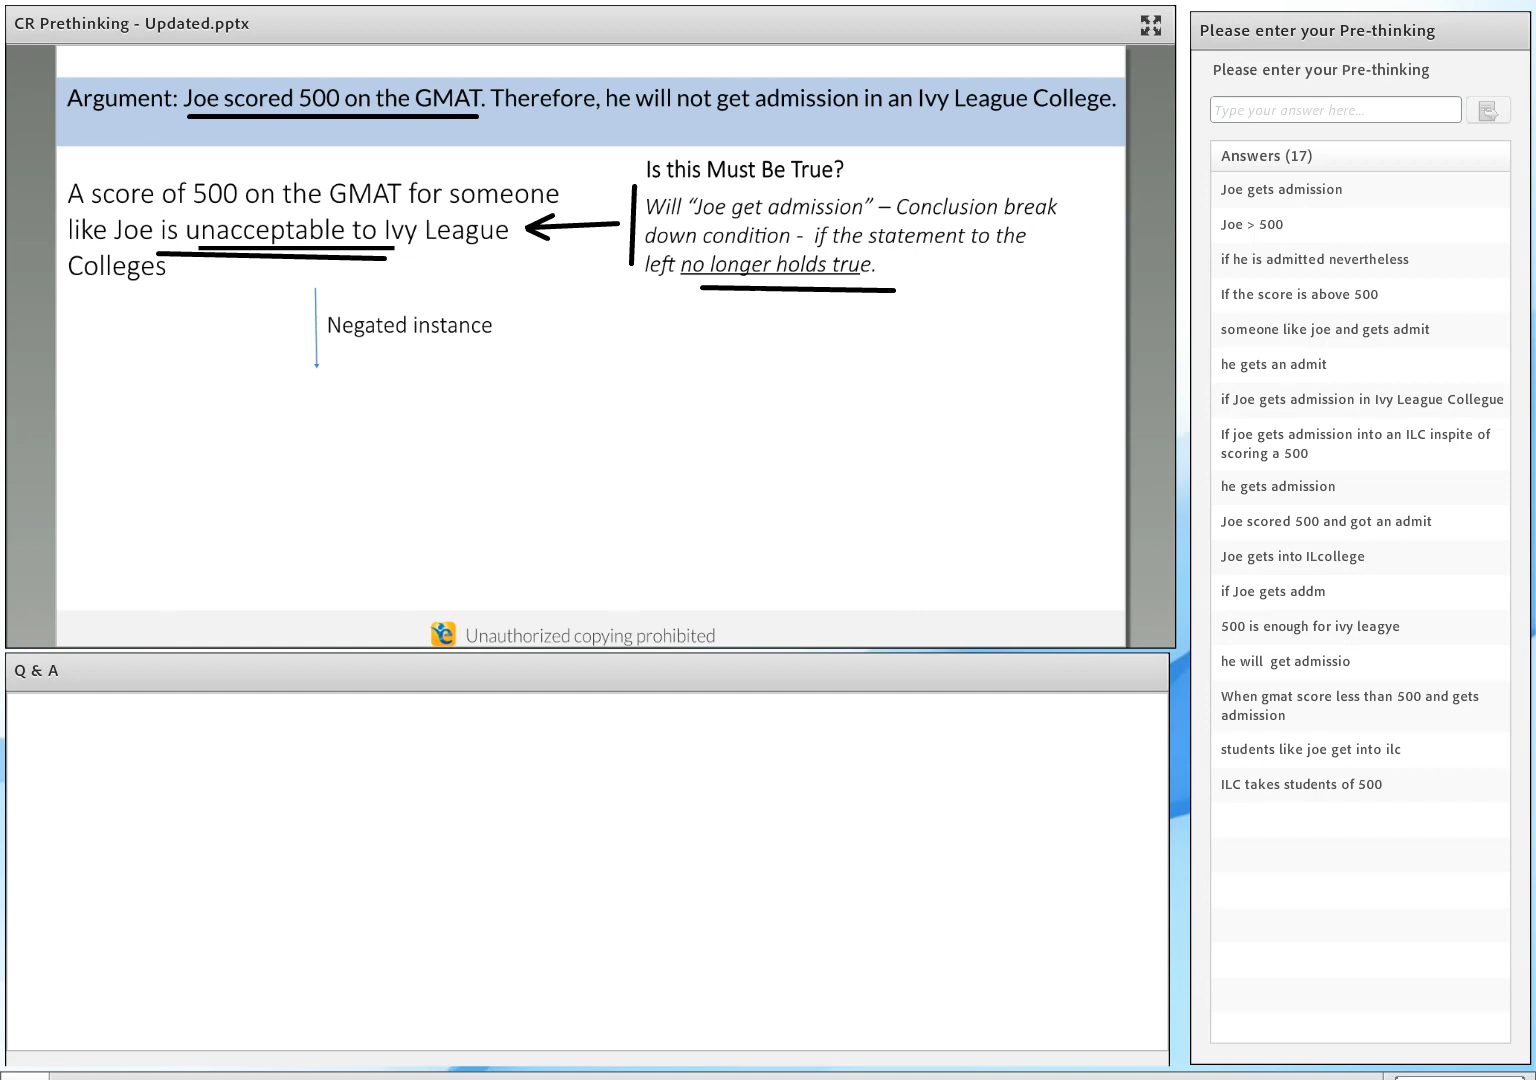 CR Prethinking - Updated.pptx
Argument: Joe scored 500 on the GMAT. Therefore, he will not get admission in an Ivy League College.
A score of 500 on the GMAT for someone
like Joe is unacceptable to Ivy League
Colleges
Is this Must Be True?
Will “Joe get admission” – Conclusion break
down condition -  if the statement to the
left no longer holds true.
Negated instance
Unauthorized copying prohibited
Q & A
Please enter your Pre-thinking
Please enter your Pre-thinking
Type your answer here...
Answers (17)
Joe gets admission
Joe > 500
if he is admitted nevertheless
If the score is above 500
someone like joe and gets admit
he gets an admit
if Joe gets admission in Ivy League Collegue
If joe gets admission into an ILC inspite of
scoring a 500
he gets admission
Joe scored 500 and got an admit
Joe gets into ILcollege
if Joe gets addm
500 is enough for ivy leagye
he will  get admissio
When gmat score less than 500 and gets
admission
students like joe get into ilc
ILC takes students of 500